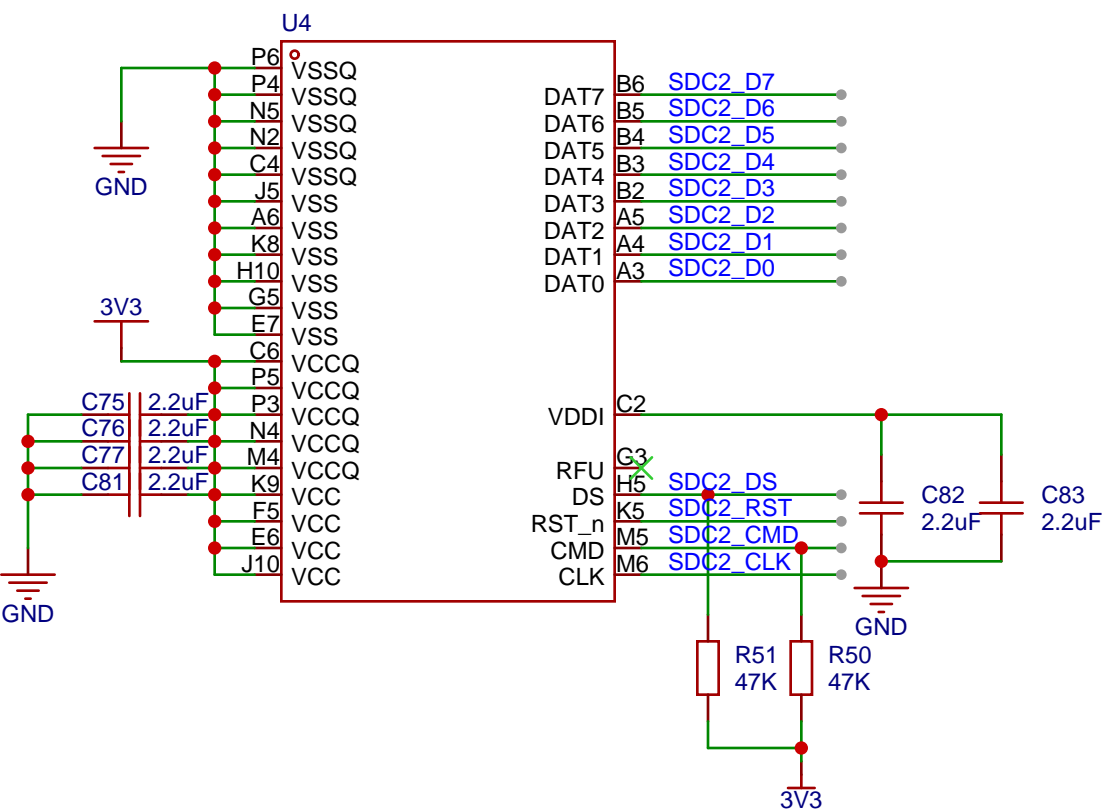 U4
P6 VSSQ
P4 VSSQ
N5 VSSQ
N2 VSSQ
C4 VSSQ
J5 VSS
A6 VSS
K8 VSS
H10 VSS
G5 VSS
E7 VSS
C6 VCCQ
P5 VCCQ
P3 VCCQ
N4 VCCQ
M4 VCCQ
K9 VCC
F5 VCC
E6 VCC
J10 VCC
GND
3V3
C75 2.2uF
C76 2.2uF
C77 2.2uF
C81 2.2uF
GND
DAT7 B6 SDC2_D7
DAT6 B5 SDC2_D6
DAT5 B4 SDC2_D5
DAT4 B3 SDC2_D4
DAT3 B2 SDC2_D3
DAT2 A5 SDC2_D2
DAT1 A4 SDC2_D1
DAT0 A3 SDC2_D0
VDDI C2
RFU G3
DS H5 SDC2_DS
RST_n K5 SDC2_RST
CMD M5 SDC2_CMD
CLK M6 SDC2_CLK
C82
2.2uF
C83
2.2uF
GND
R51
47K
R50
47K
3V3